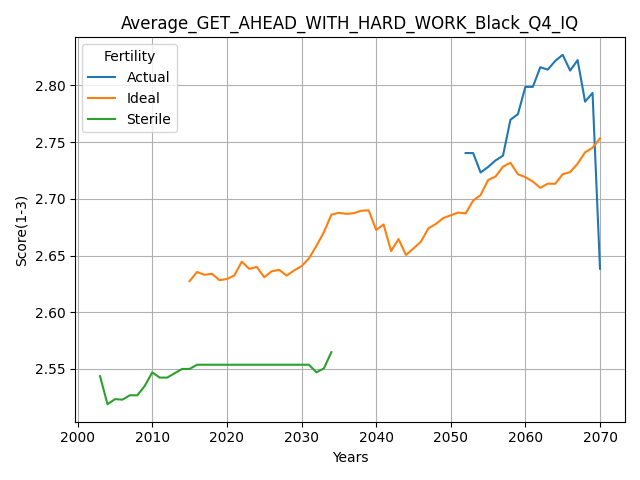 Average_GET_AHEAD_WITH_HARD_WORK_Black_Q4_IQ
Fertility
Actual
Ideal
Sterile
Score(1-3)
2.80
2.75
2.70
2.65
2.60
2.55
2000 2010 2020 2030 2040 2050 2060 2070
Years